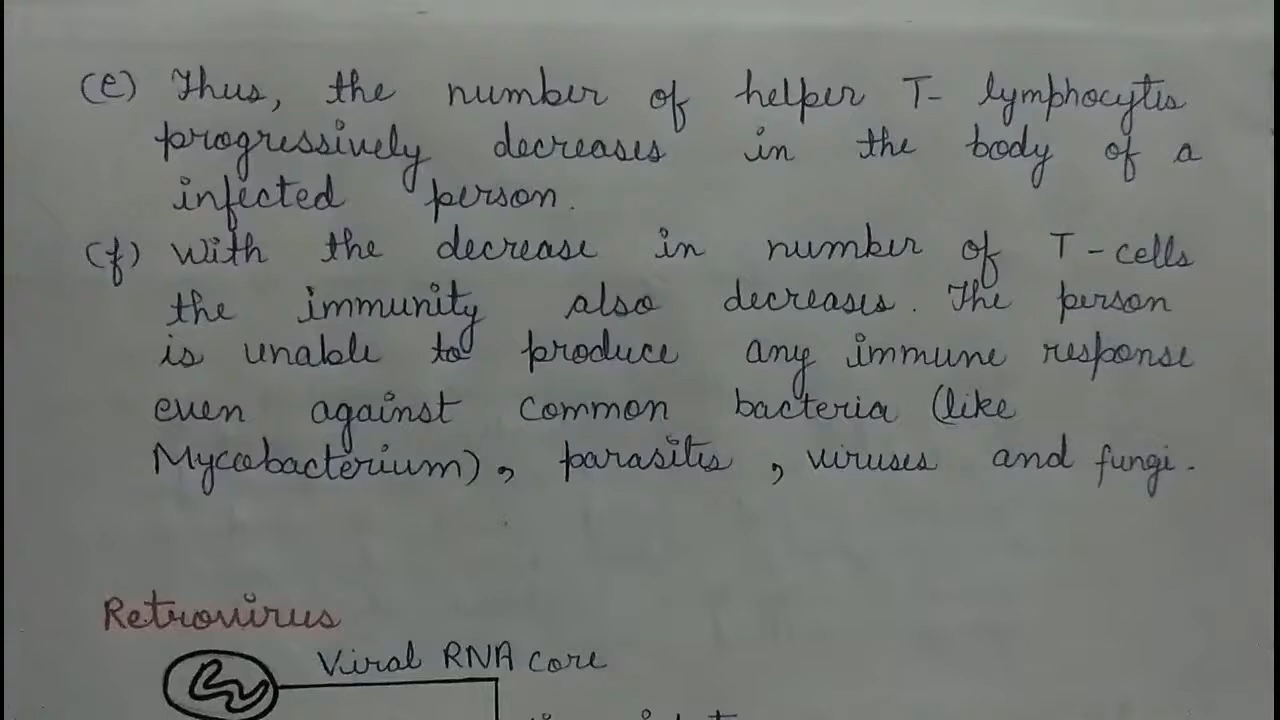 (e) Thus, the number of helper T- lymphocytes
progressively decreases in the body of a
infected person.
(f) With the decrease in number of T-cells
the immunity also decreases. The person
is unable to produce any immune response
even against common bacteria (like
Mycobacterium), parasites, viruses and fungi.
Retrovirus
Viral RNA core